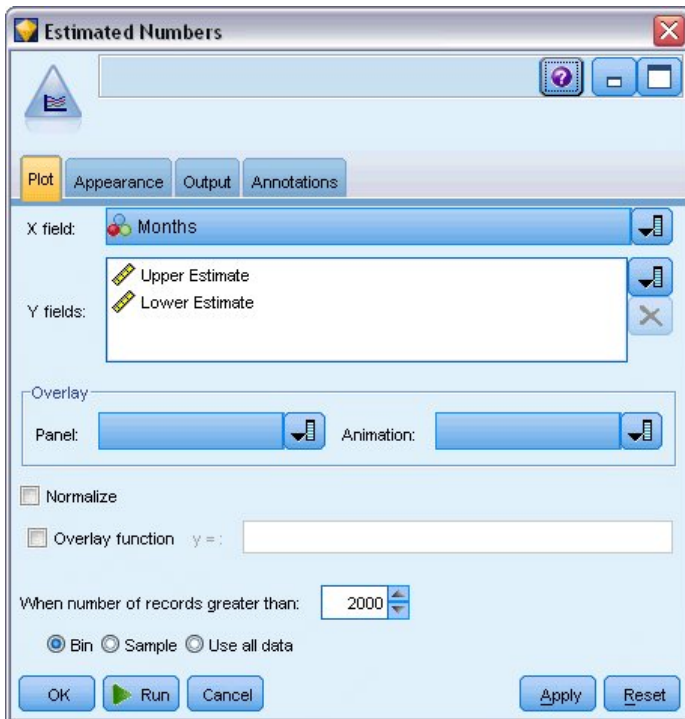 Estimated Numbers
Plot Appearance Output Annotations
X field: Months
Y fields: Upper Estimate
Lower Estimate
Overlay
Panel: Animation:
Normalize
Overlay function y = :
When number of records greater than: 2000
Bin Sample Use all data
OK Run Cancel Apply Reset